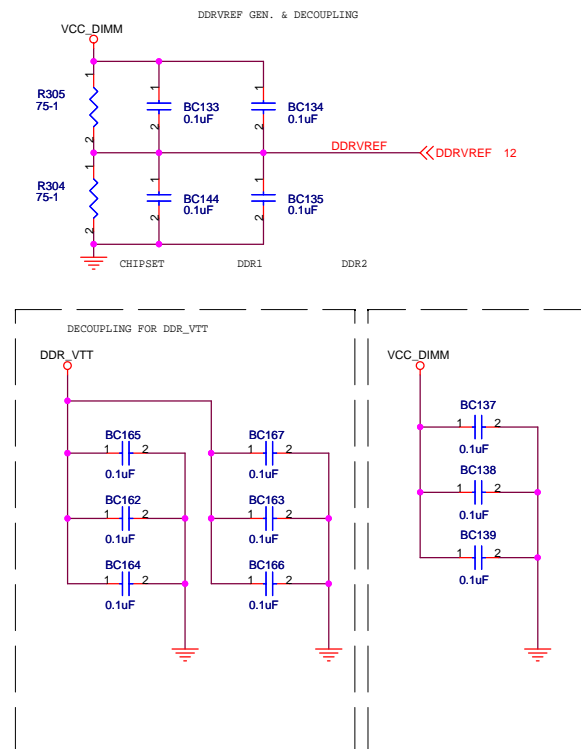 DDRVREF GEN. & DECOUPLING
VCC_DIMM
1
1
1
R305
75-1
BC133
0.1uF
BC134
0.1uF
2
2
2
DDRVREF
DDRVREF 12
1
1
1
R304
75-1
BC144
0.1uF
BC135
0.1uF
2
2
2
CHIPSET
DDR1
DDR2
DECOUPLING FOR DDR_VTT
DDR_VTT
BC165
1 2
0.1uF
BC162
1 2
0.1uF
BC164
1 2
0.1uF
BC167
1 2
0.1uF
BC163
1 2
0.1uF
BC166
1 2
0.1uF
VCC_DIMM
BC137
1 2
0.1uF
BC138
1 2
0.1uF
BC139
1 2
0.1uF